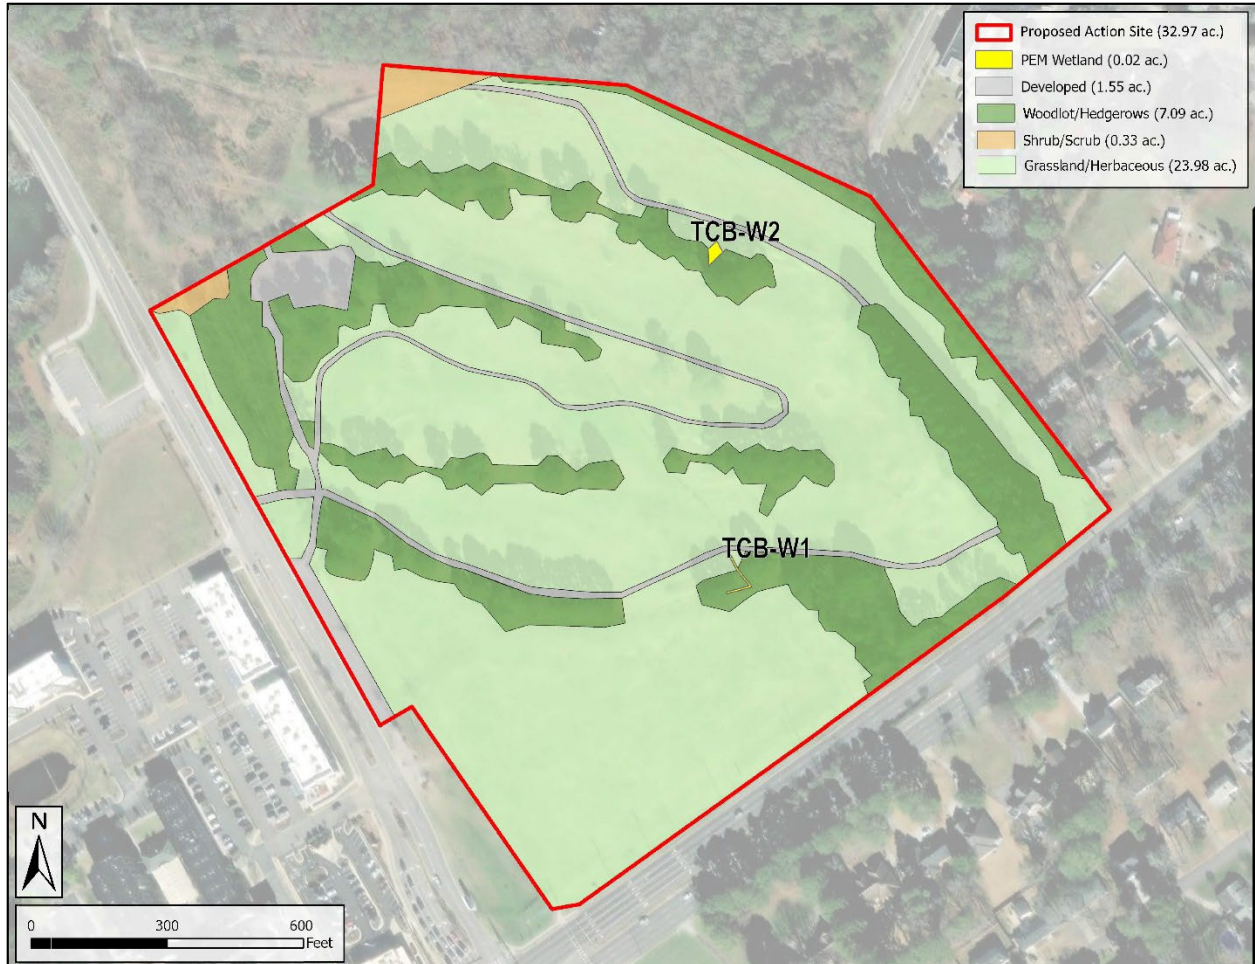 Proposed Action Site (32.97 ac.)
PEM Wetland (0.02 ac.)
Developed (1.55 ac.)
Woodlot/Hedgerows (7.09 ac.)
Shrub/Scrub (0.33 ac.)
Grassland/Herbaceous (23.98 ac.)
TCB-W2
TCB-W1
N
0 300 600
Feet